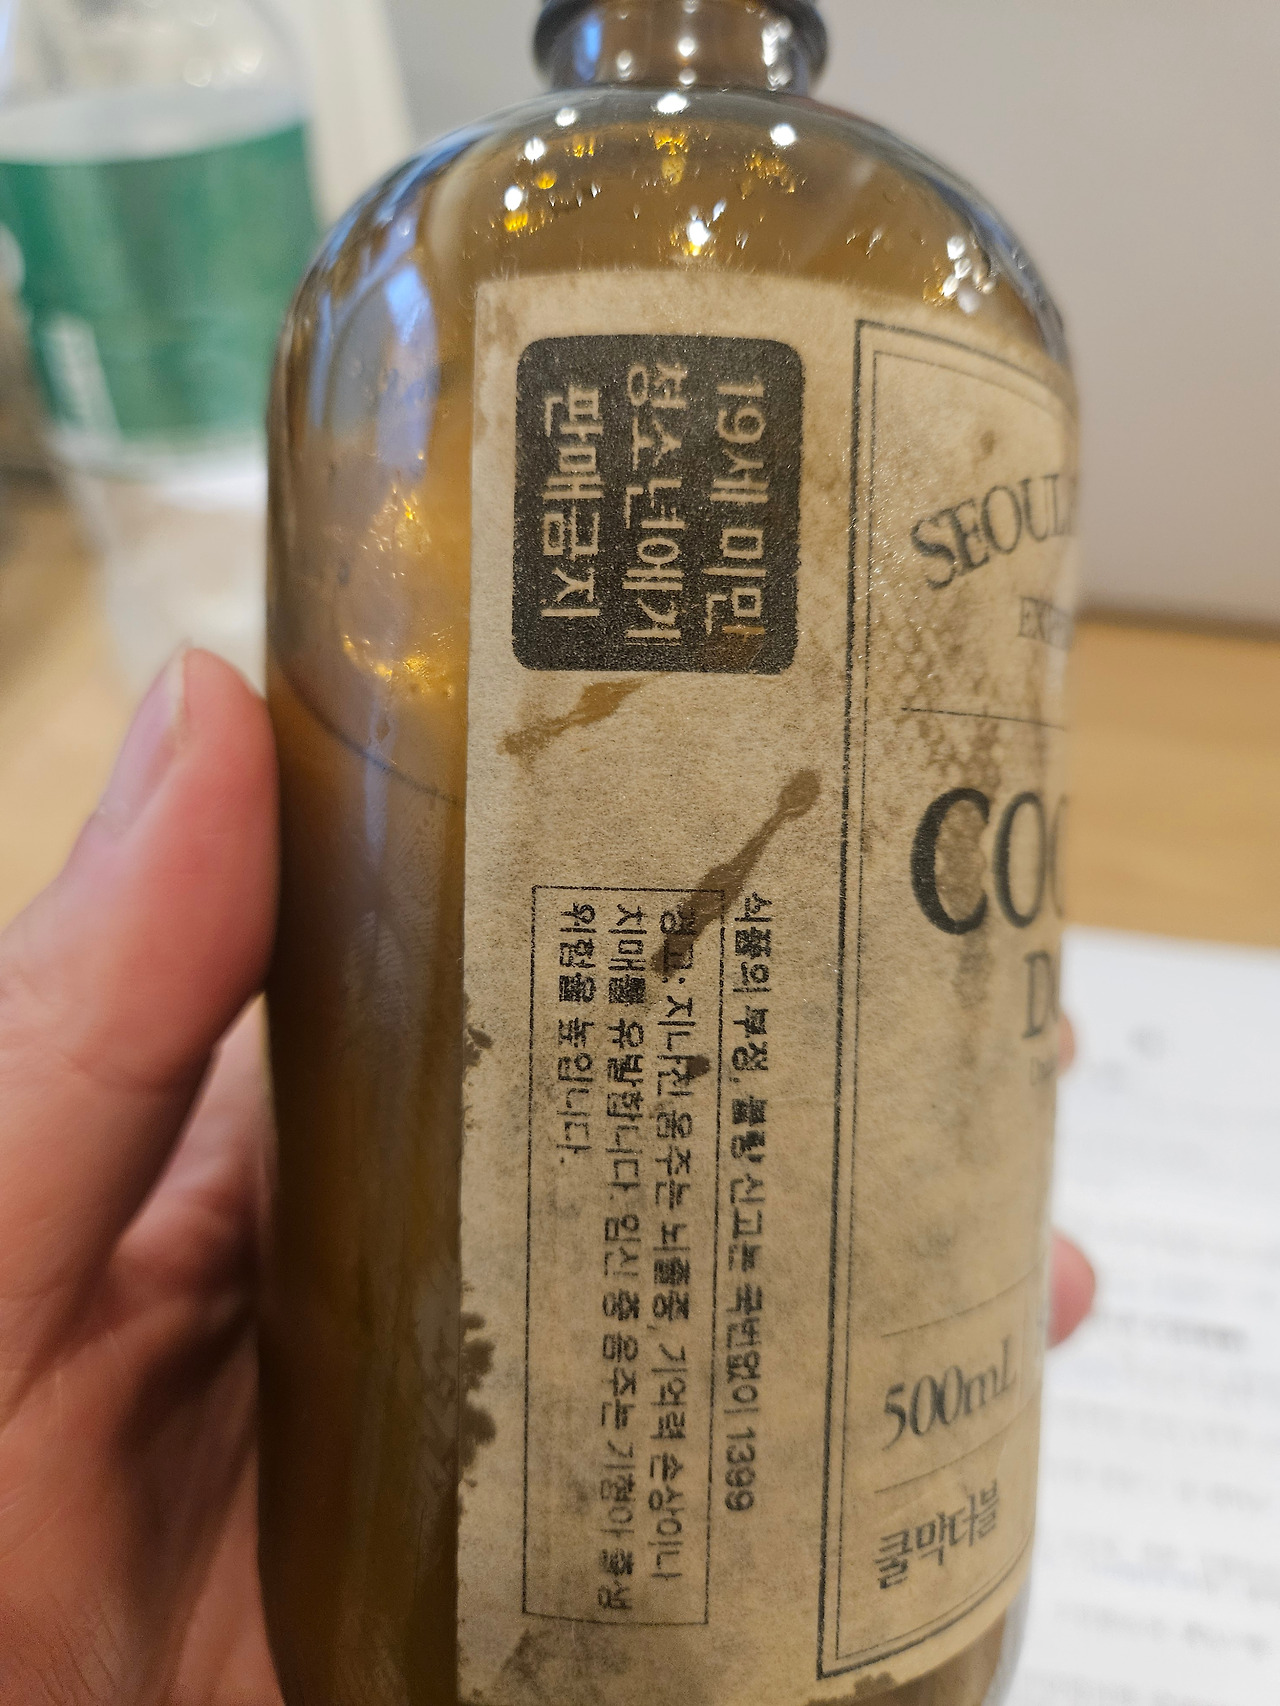 19세 미만
청소년에게
판매금지
식품의 부정, 불량 신고는 국번없이 1399
경고: 지나친 음주는 뇌졸중, 기억력 손상이나
치매를 유발합니다. 임신 중 음주는 기형아 출생
위험을 높입니다.
SEOUL
COC
500mL
쿨막더블